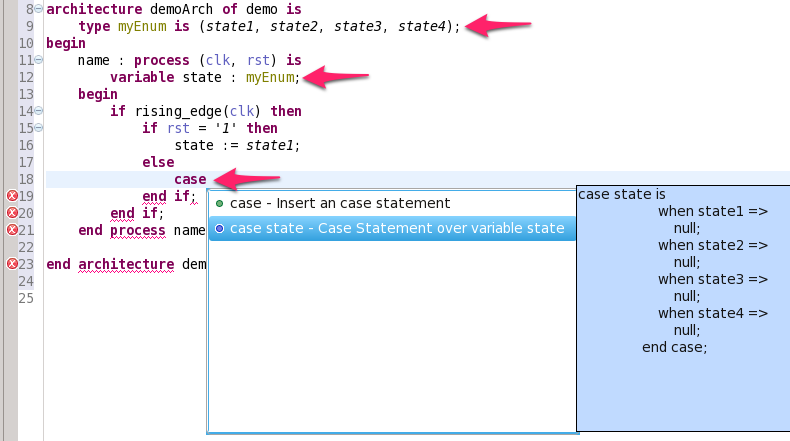 8 architecture demoArch of demo is
9 type myEnum is (state1, state2, state3, state4);
10 begin
11 name : process (clk, rst) is
12 variable state : myEnum;
13 begin
14 if rising_edge(clk) then
15 if rst = '1' then
16 state := state1;
17 else
18 case
19 end if;
20 end if;
21 end process name
22
23 end architecture dem
24
25
case - Insert an case statement
case state - Case Statement over variable state
case state is
when state1 =>
null;
when state2 =>
null;
when state3 =>
null;
when state4 =>
null;
end case;